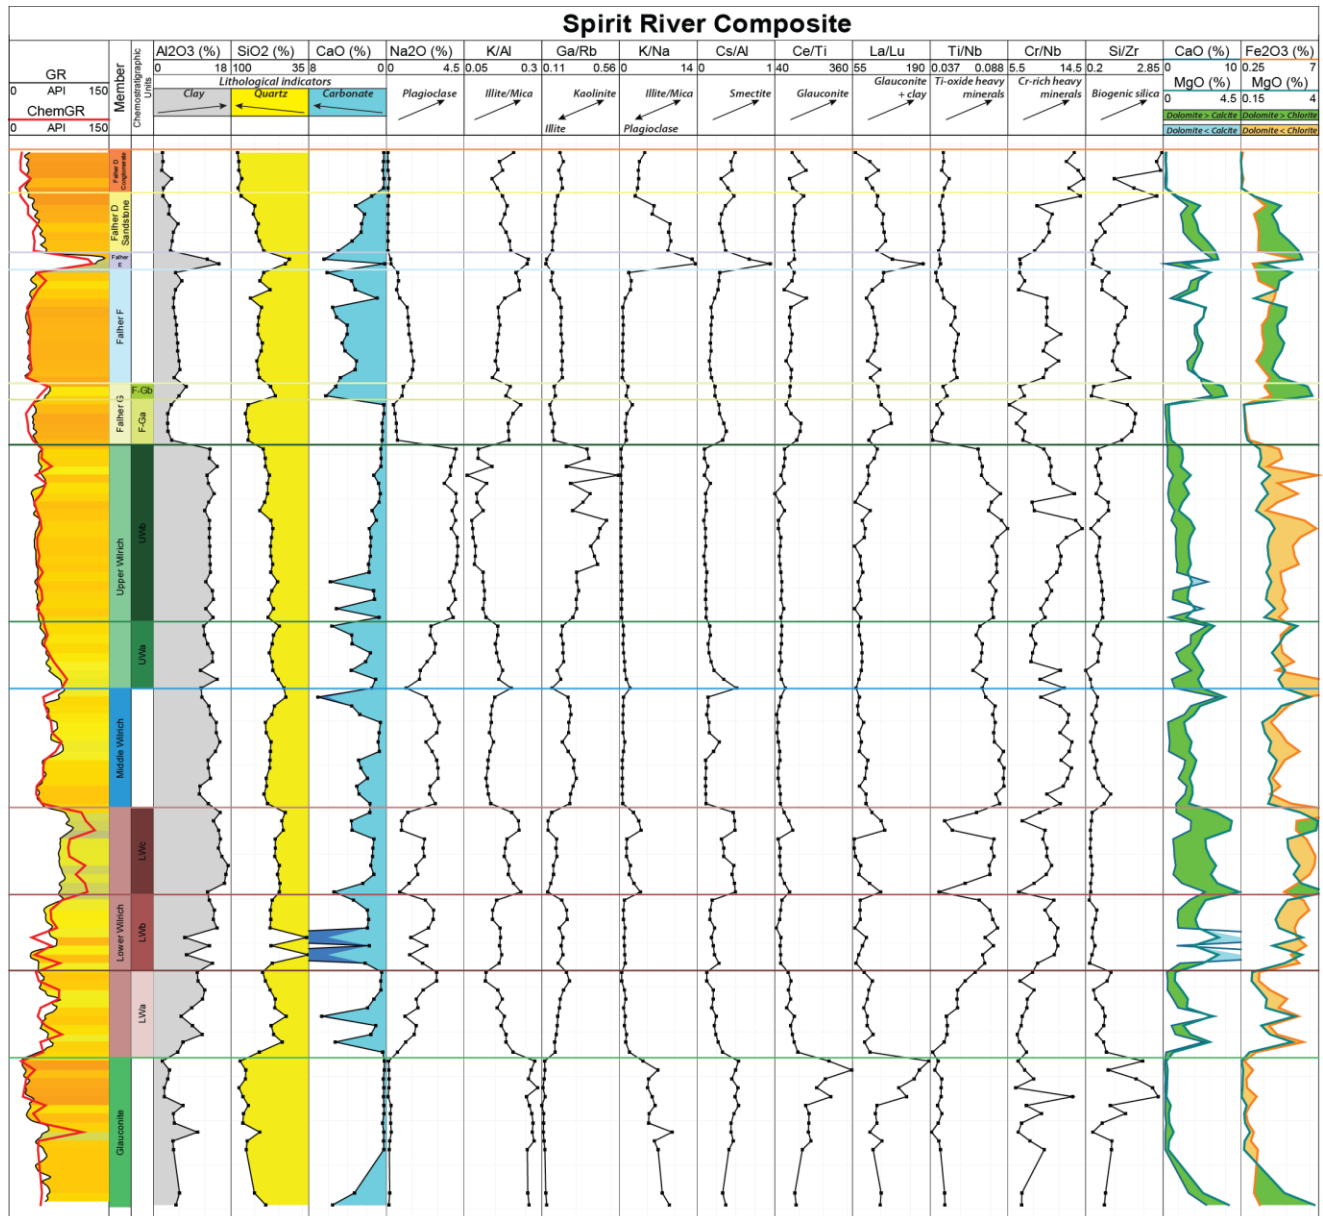 Spirit River Composite
GR
0 API 150
ChemGR
0 API 150
Member
Chemostratigraphic Units
Al2O3 (%) SiO2 (%) CaO (%) Na2O (%) K/Al Ga/Rb K/Na Cs/Al Ce/Ti La/Lu Ti/Nb Cr/Nb Si/Zr CaO (%) Fe2O3 (%)
0 18 100 35 8 0 0 4.5 0.05 0.3 0.11 0.56 0 14 0 1 40 360 55 190 0.037 0.088 5.5 14.5 0.2 2.85 0 10 0.25 7
Lithological indicators
Clay Quartz Carbonate Plagioclase Illite/Mica Kaolinite Illite/Mica Smectite Glauconite
Illite Plagioclase
Glauconite + clay
Ti-oxide heavy minerals
Cr-rich heavy minerals
Biogenic silica
MgO (%) MgO (%)
0 4.5 0.15 4
Dolomite > Calcite Dolomite > Chlorite
Dolomite < Calcite Dolomite < Chlorite
Falher D Conglomerate
Falher D Sandstone
Falher E
Falher F
Falher G
F-Gb
F-Ga
Upper Wilrich
UWb
UWa
Middle Wilrich
Lower Wilrich
LWc
LWb
LWa
Glauconite